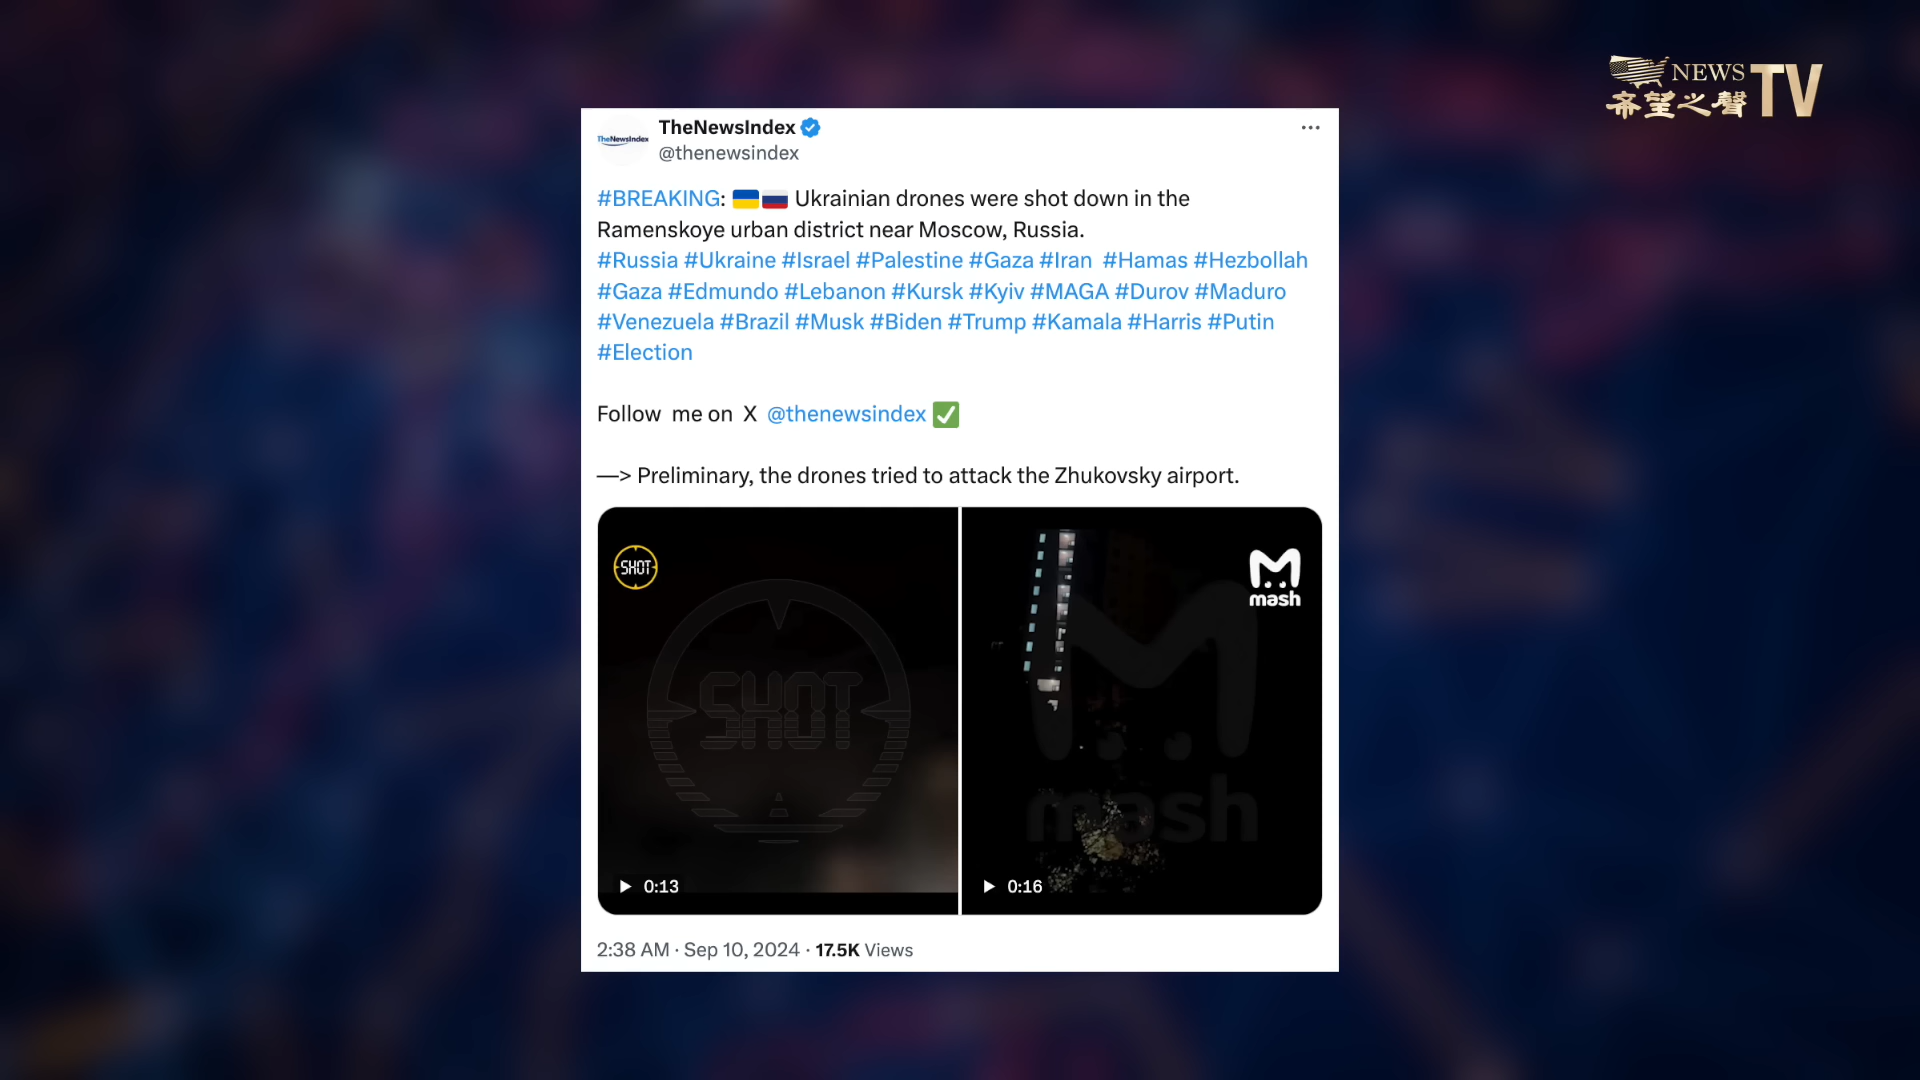 NEWS
希望之聲 TV
TheNewsIndex
TheNewsIndex
@thenewsindex
#BREAKING: 🇺🇦🇷🇺 Ukrainian drones were shot down in the
Ramenskoye urban district near Moscow, Russia.
#Russia #Ukraine #Israel #Palestine #Gaza #Iran #Hamas #Hezbollah
#Gaza #Edmundo #Lebanon #Kursk #Kyiv #MAGA #Durov #Maduro
#Venezuela #Brazil #Musk #Biden #Trump #Kamala #Harris #Putin
#Election
Follow me on X @thenewsindex ✅
—> Preliminary, the drones tried to attack the Zhukovsky airport.
SHOT
SHOT
0:13
mash
mash
0:16
2:38 AM · Sep 10, 2024 · 17.5K Views